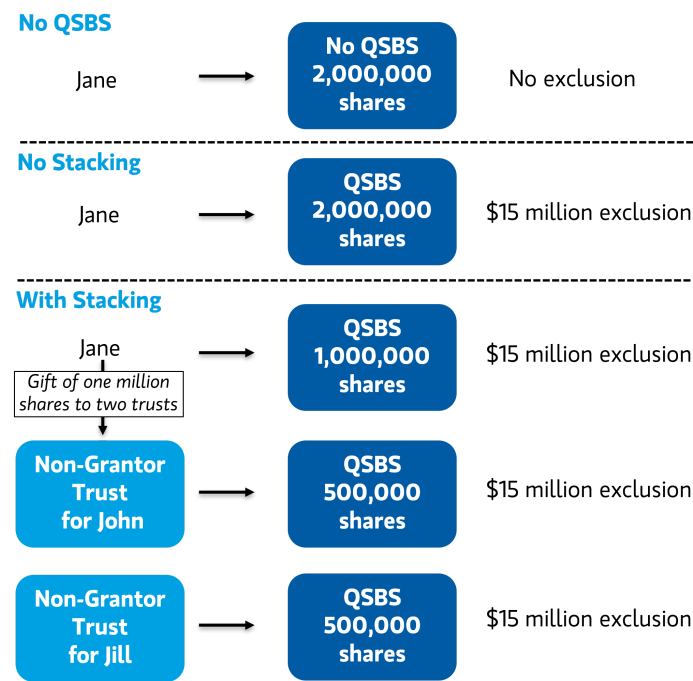 No QSBS
Jane
No QSBS
2,000,000
shares
No exclusion
No Stacking
Jane
QSBS
2,000,000
shares
$15 million exclusion
With Stacking
Jane
QSBS
1,000,000
shares
$15 million exclusion
Gift of one million
shares to two trusts
Non-Grantor
Trust
for John
QSBS
500,000
shares
$15 million exclusion
Non-Grantor
Trust
for Jill
QSBS
500,000
shares
$15 million exclusion